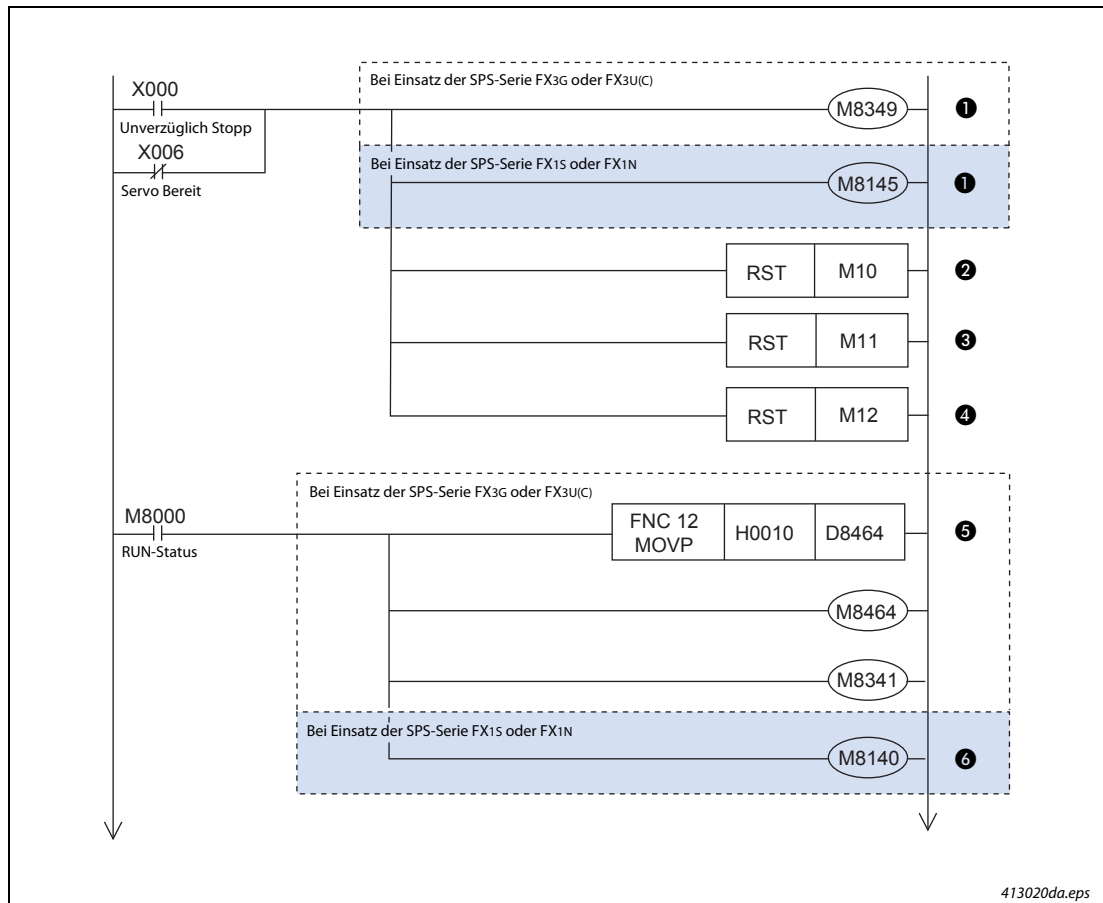 Bei Einsatz der SPS-Serie FX3G oder FX3U(C)
X000
M8349
❶
Unverzüglich Stopp
X006
Bei Einsatz der SPS-Serie FX1S oder FX1N
M8145
❶
Servo Bereit
RST M10
❷
RST M11
❸
RST M12
❹
Bei Einsatz der SPS-Serie FX3G oder FX3U(C)
M8000
FNC 12
MOVP
H0010 D8464
❺
RUN-Status
M8464
M8341
Bei Einsatz der SPS-Serie FX1S oder FX1N
M8140
❻
413020da.eps